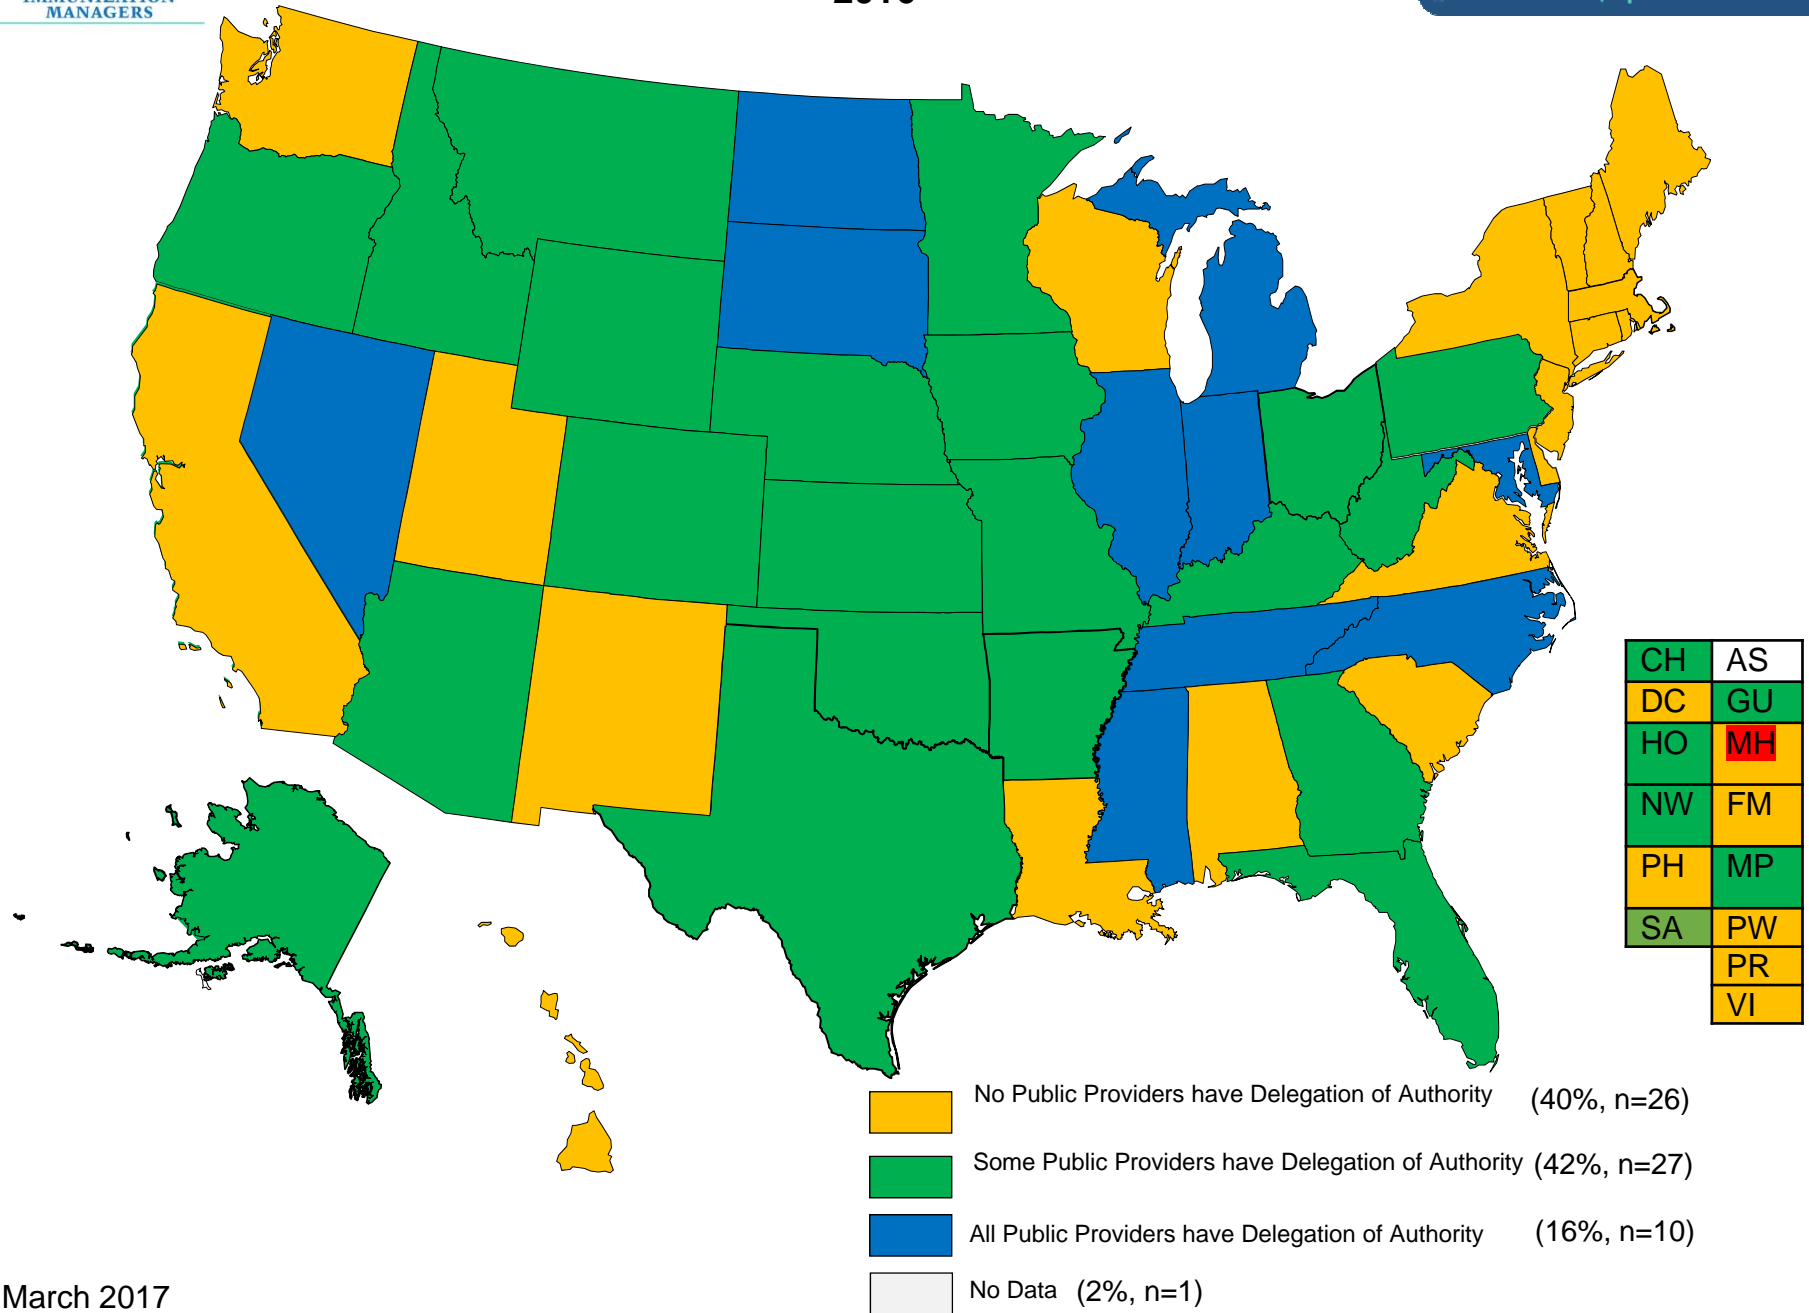 MANAGERS
CH AS
DC GU
HO MH
NW FM
PH MP
SA PW
PR
VI
No Public Providers have Delegation of Authority (40%, n=26)
Some Public Providers have Delegation of Authority (42%, n=27)
All Public Providers have Delegation of Authority (16%, n=10)
No Data (2%, n=1)
March 2017